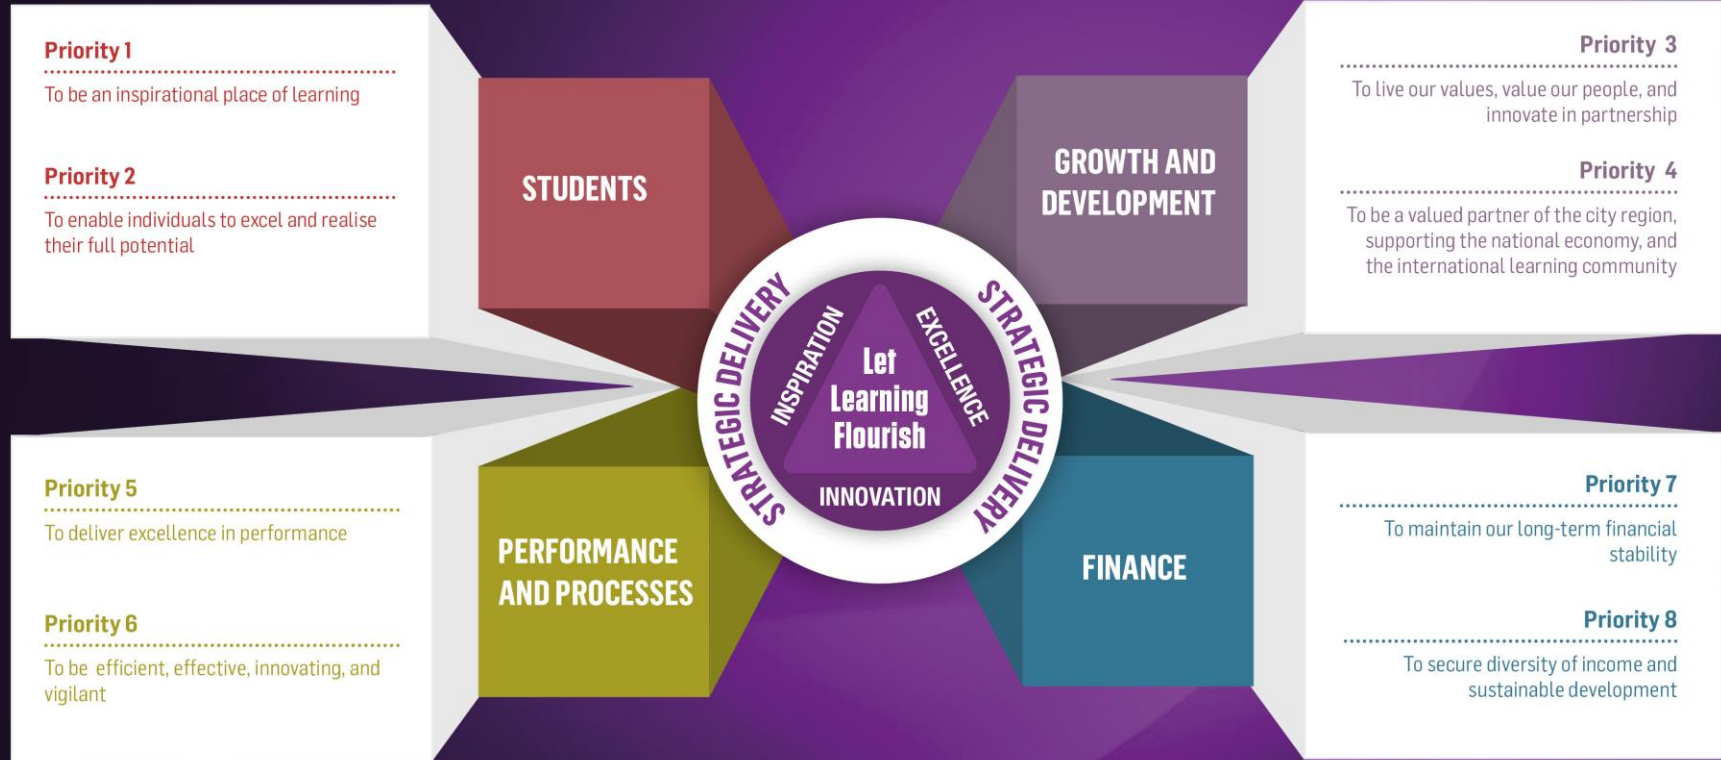 Priority 1
To be an inspirational place of learning
Priority 2
To enable individuals to excel and realise
their full potential
STUDENTS
GROWTH AND
DEVELOPMENT
Priority 3
To live our values, value our people, and
innovate in partnership
Priority 4
To be a valued partner of the city region,
supporting the national economy, and
the international learning community
STRATEGIC DELIVERY
INSPIRATION
Let
Learning
Flourish
EXCELLENCE
INNOVATION
STRATEGIC DELIVERY
Priority 5
To deliver excellence in performance
Priority 6
To be efficient, effective, innovating, and
vigilant
PERFORMANCE
AND PROCESSES
FINANCE
Priority 7
To maintain our long-term financial
stability
Priority 8
To secure diversity of income and
sustainable development